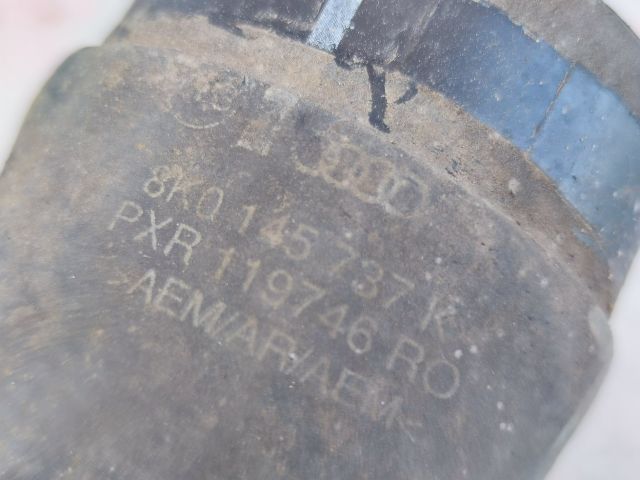 8K0 145 737 K
PXR 119746 RO
>AEM/AR/AEM<